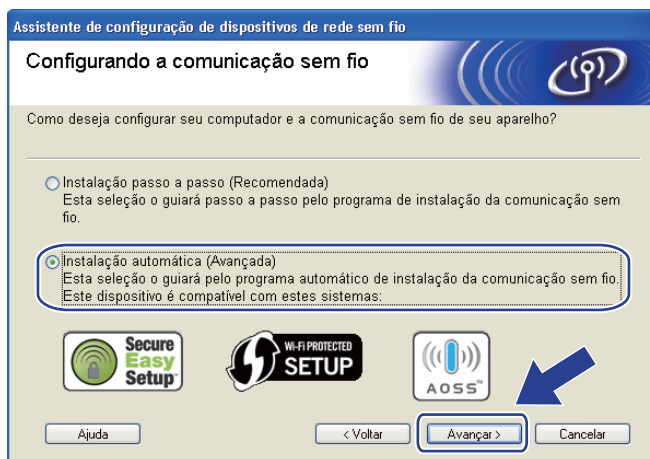 Assistente de configuração de dispositivos de rede sem fio
Configurando a comunicação sem fio
Como deseja configurar seu computador e a comunicação sem fio de seu aparelho?
Instalação passo a passo (Recomendada)
Esta seleção o guiará passo a passo pelo programa de instalação da comunicação sem
fio.
Instalação automática (Avançada)
Esta seleção o guiará pelo programa automático de instalação da comunicação sem fio.
Este dispositivo é compatível com estes sistemas:
Secure
Easy
Setup™
Wi-Fi PROTECTED
SETUP
AOSS™
Ajuda
< Voltar
Avançar >
Cancelar